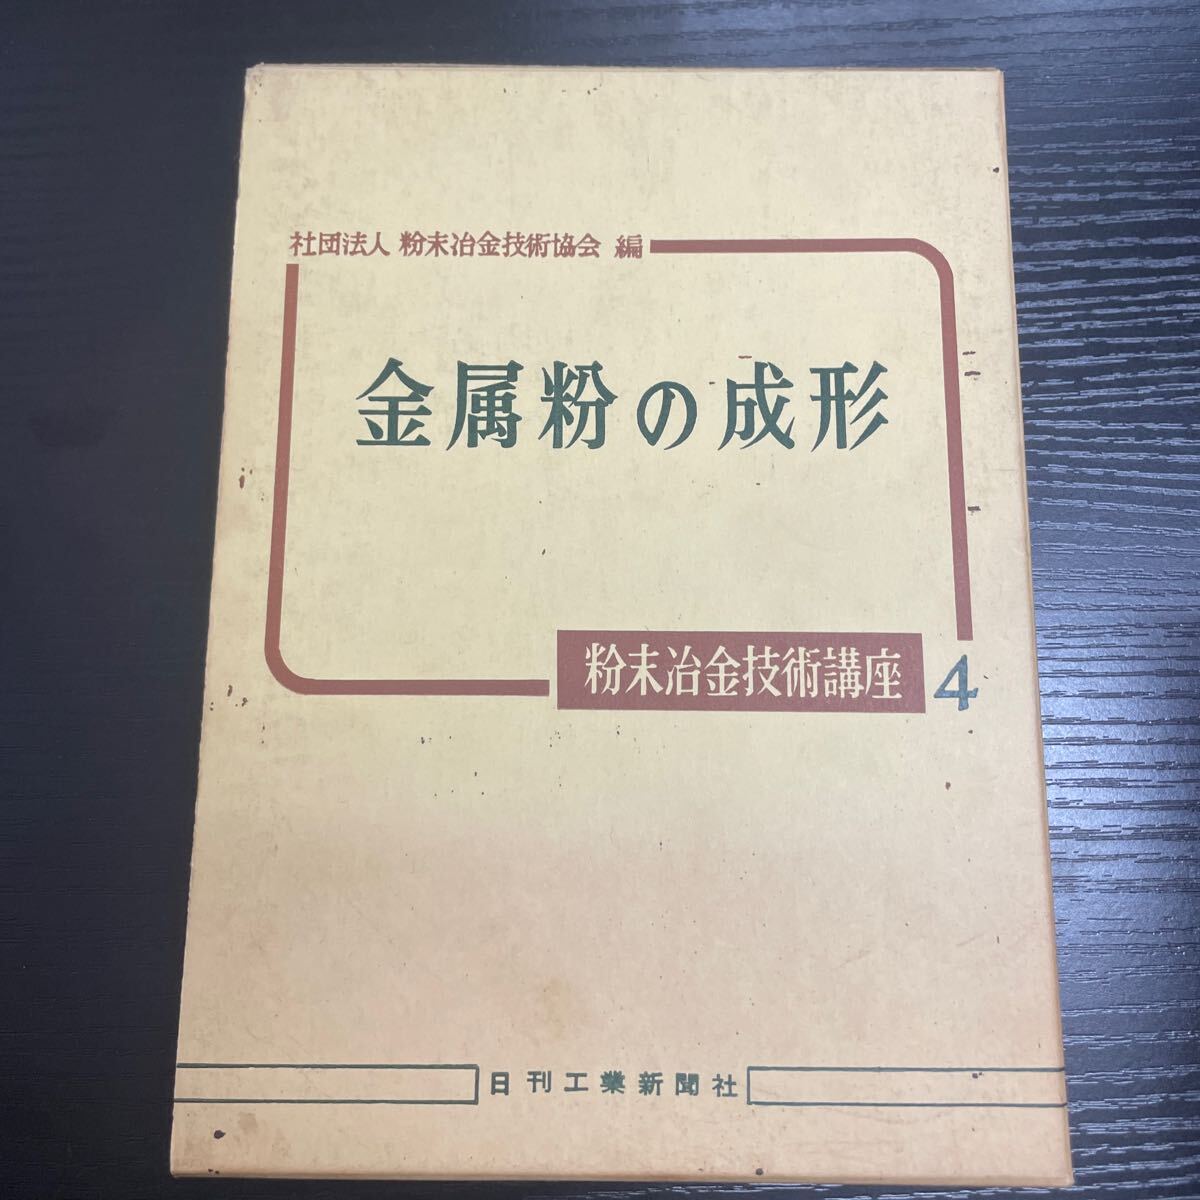 社団法人 粉末冶金技術協会 編
金属粉の成形
粉末冶金技術講座 4
日刊工業新聞社